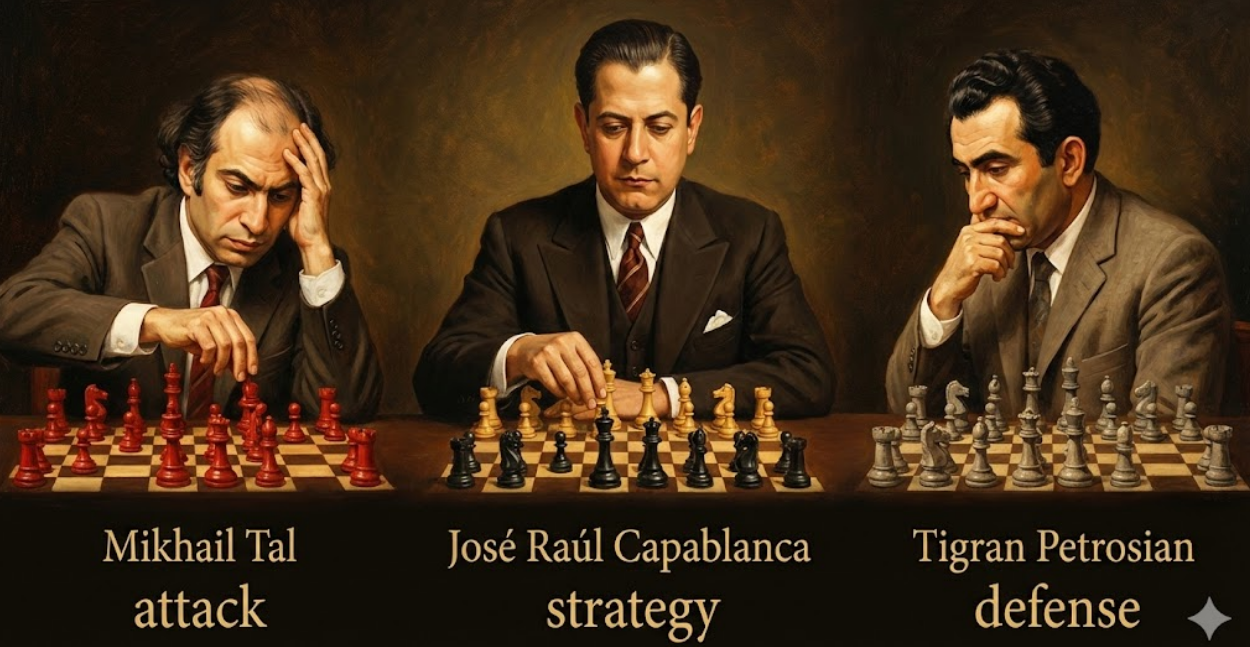 Mikhail Tal
attack
José Raúl Capablanca
strategy
Tigran Petrosian
defense